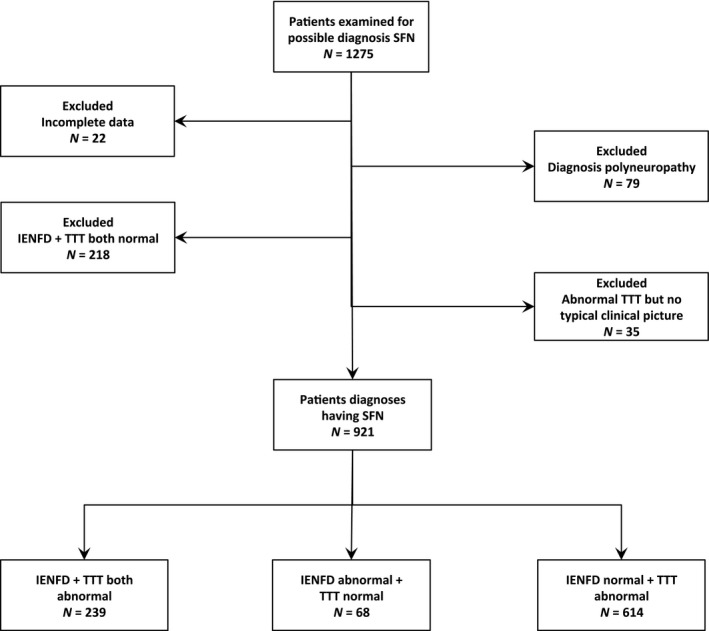 Patients examined for
possible diagnosis SFN
N = 1275
Excluded
Incomplete data
N = 22
Excluded
Diagnosis polyneuropathy
N = 79
Excluded
IENFD + TTT both normal
N = 218
Excluded
Abnormal TTT but no
typical clinical picture
N = 35
Patients diagnoses
having SFN
N = 921
IENFD + TTT both
abnormal
N = 239
IENFD abnormal +
TTT normal
N = 68
IENFD normal + TTT
abnormal
N = 614